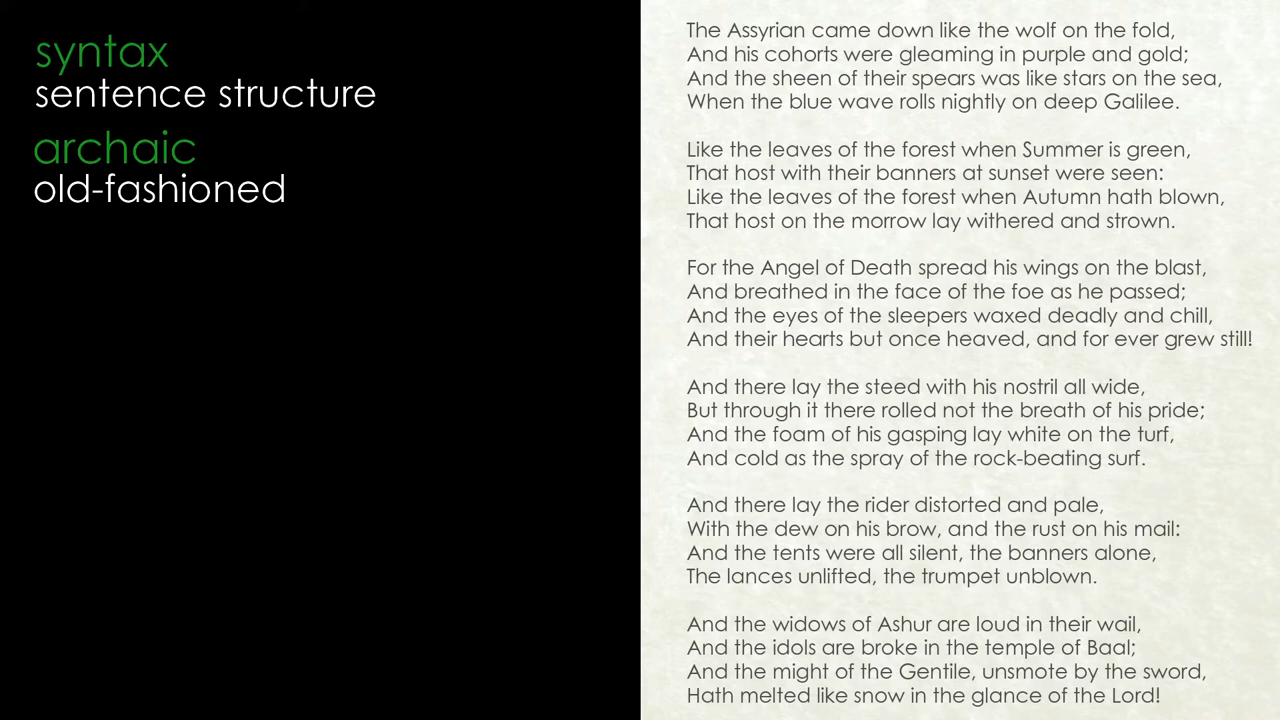 syntax
sentence structure
archaic
old-fashioned
The Assyrian came down like the wolf on the fold,
And his cohorts were gleaming in purple and gold;
And the sheen of their spears was like stars on the sea,
When the blue wave rolls nightly on deep Galilee.
Like the leaves of the forest when Summer is green,
That host with their banners at sunset were seen:
Like the leaves of the forest when Autumn hath blown,
That host on the morrow lay withered and strown.
For the Angel of Death spread his wings on the blast,
And breathed in the face of the foe as he passed;
And the eyes of the sleepers waxed deadly and chill,
And their hearts but once heaved, and for ever grew still!
And there lay the steed with his nostril all wide,
But through it there rolled not the breath of his pride;
And the foam of his gasping lay white on the turf,
And cold as the spray of the rock-beating surf.
And there lay the rider distorted and pale,
With the dew on his brow, and the rust on his mail:
And the tents were all silent, the banners alone,
The lances unlifted, the trumpet unblown.
And the widows of Ashur are loud in their wail,
And the idols are broke in the temple of Baal;
And the might of the Gentile, unsmote by the sword,
Hath melted like snow in the glance of the Lord!